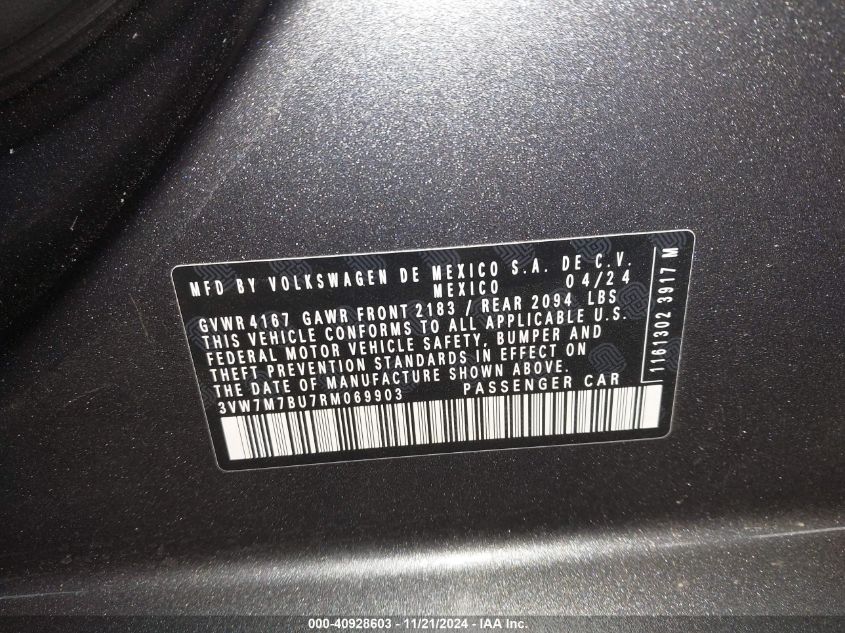 MFD BY VOLKSWAGEN DE MEXICO S.A. DE C.V.
MEXICO 04/24
GVWR 4167 GAWR FRONT 2183 / REAR 2094 LBS
THIS VEHICLE CONFORMS TO ALL APPLICABLE U.S.
FEDERAL MOTOR VEHICLE SAFETY, BUMPER AND
THEFT PREVENTION STANDARDS IN EFFECT ON
THE DATE OF MANUFACTURE SHOWN ABOVE.
3VW7M7BU7RM069903 PASSENGER CAR
1161302 3917 M
000-40928603 - 11/21/2024 - IAA Inc.